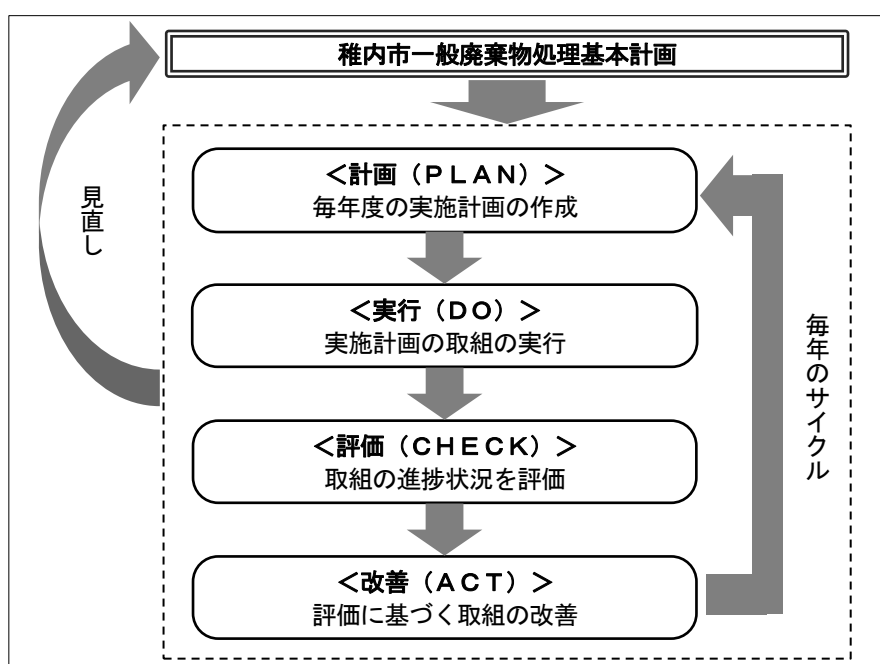 稚内市一般廃棄物処理基本計画
見直し
＜計画（ＰＬＡＮ）＞
毎年度の実施計画の作成
＜実行（ＤＯ）＞
実施計画の取組の実行
＜評価（ＣＨＥＣＫ）＞
取組の進捗状況を評価
＜改善（ＡＣＴ）＞
評価に基づく取組の改善
毎年のサイクル